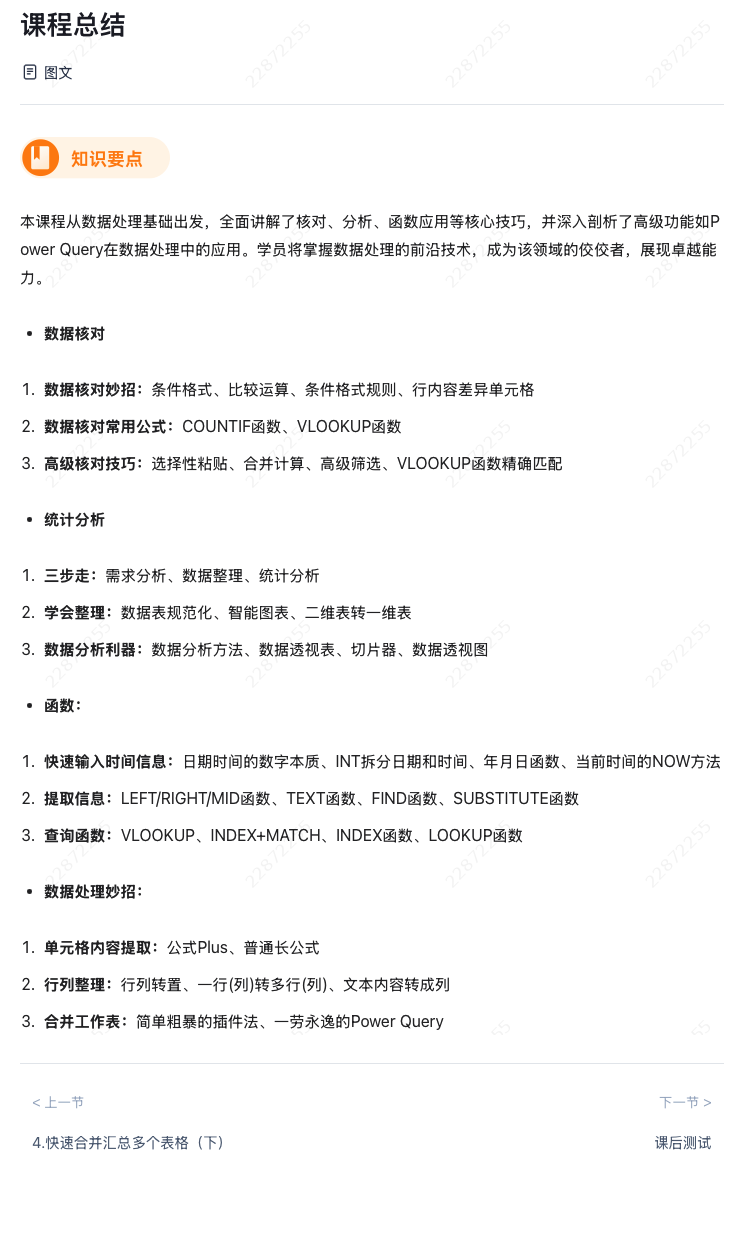 课程总结
图文
知识要点
本课程从数据处理基础出发，全面讲解了核对、分析、函数应用等核心技巧，并深入剖析了高级功能如P
ower Query在数据处理中的应用。学员将掌握数据处理的前沿技术，成为该领域的佼佼者，展现卓越能
力。
• 数据核对
1. 数据核对妙招：条件格式、比较运算、条件格式规则、行内容差异单元格
2. 数据核对常用公式：COUNTIF函数、VLOOKUP函数
3. 高级核对技巧：选择性粘贴、合并计算、高级筛选、VLOOKUP函数精确匹配
• 统计分析
1. 三步走：需求分析、数据整理、统计分析
2. 学会整理：数据表规范化、智能图表、二维表转一维表
3. 数据分析利器：数据分析方法、数据透视表、切片器、数据透视图
• 函数：
1. 快速输入时间信息：日期时间的数字本质、INT拆分日期和时间、年月日函数、当前时间的NOW方法
2. 提取信息：LEFT/RIGHT/MID函数、TEXT函数、FIND函数、SUBSTITUTE函数
3. 查询函数：VLOOKUP、INDEX+MATCH、INDEX函数、LOOKUP函数
• 数据处理妙招：
1. 单元格内容提取：公式Plus、普通长公式
2. 行列整理：行列转置、一行(列)转多行(列)、文本内容转成列
3. 合并工作表：简单粗暴的插件法、一劳永逸的Power Query
< 上一节 下一节 >
4.快速合并汇总多个表格（下） 课后测试
22872255